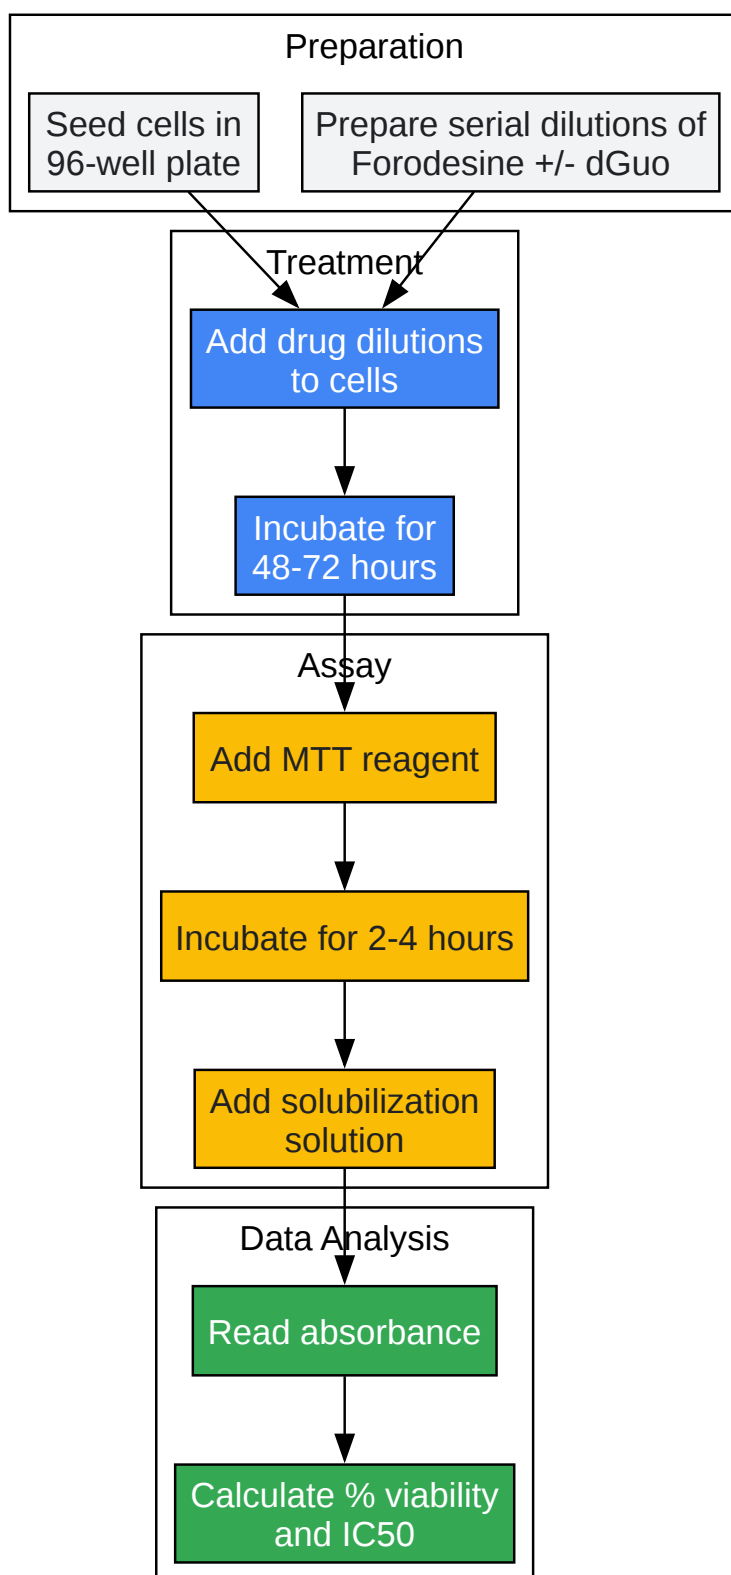 Preparation
Seed cells in
96-well plate
Prepare serial dilutions of
Forodesine +/- dGuo
Treatment
Add drug dilutions
to cells
Incubate for
48-72 hours
Assay
Add MTT reagent
Incubate for 2-4 hours
Add solubilization
solution
Data Analysis
Read absorbance
Calculate % viability
and IC50